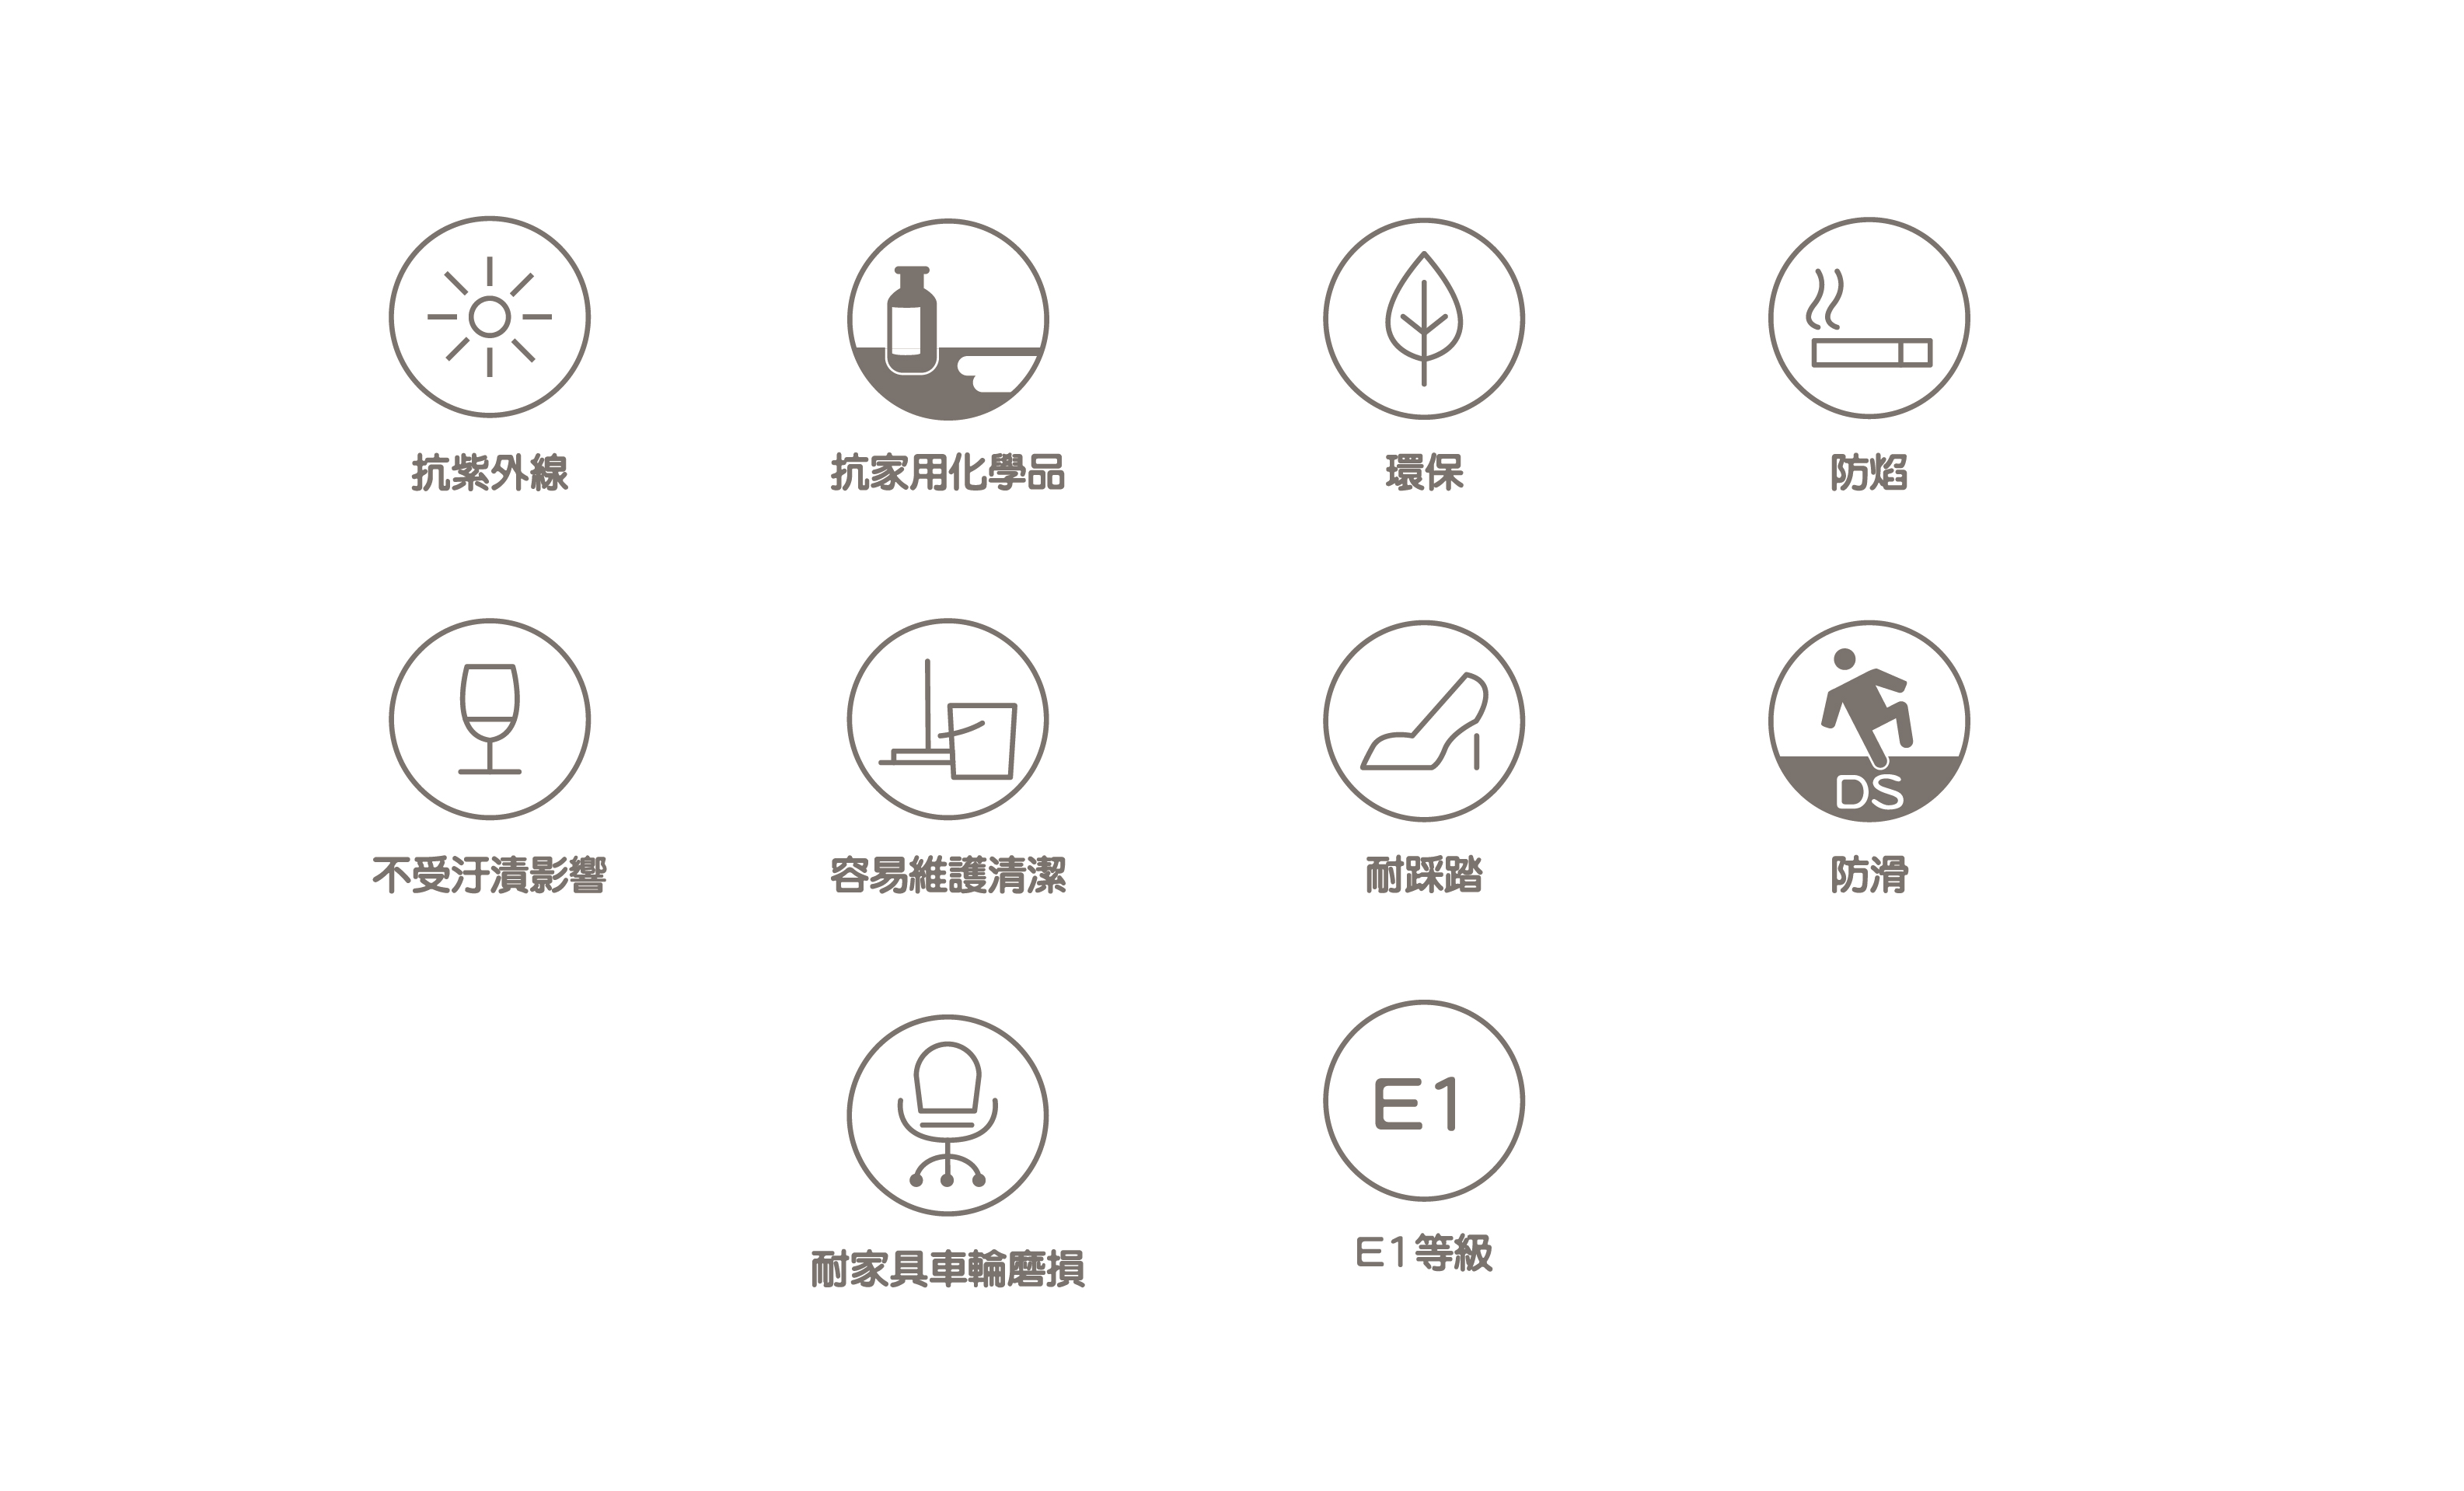 抗紫外線
抗家用化學品
環保
防焰
DS
不受汙漬影響
容易維護清潔
耐踩踏
防滑
E1
耐家具車輪磨損
E1等級